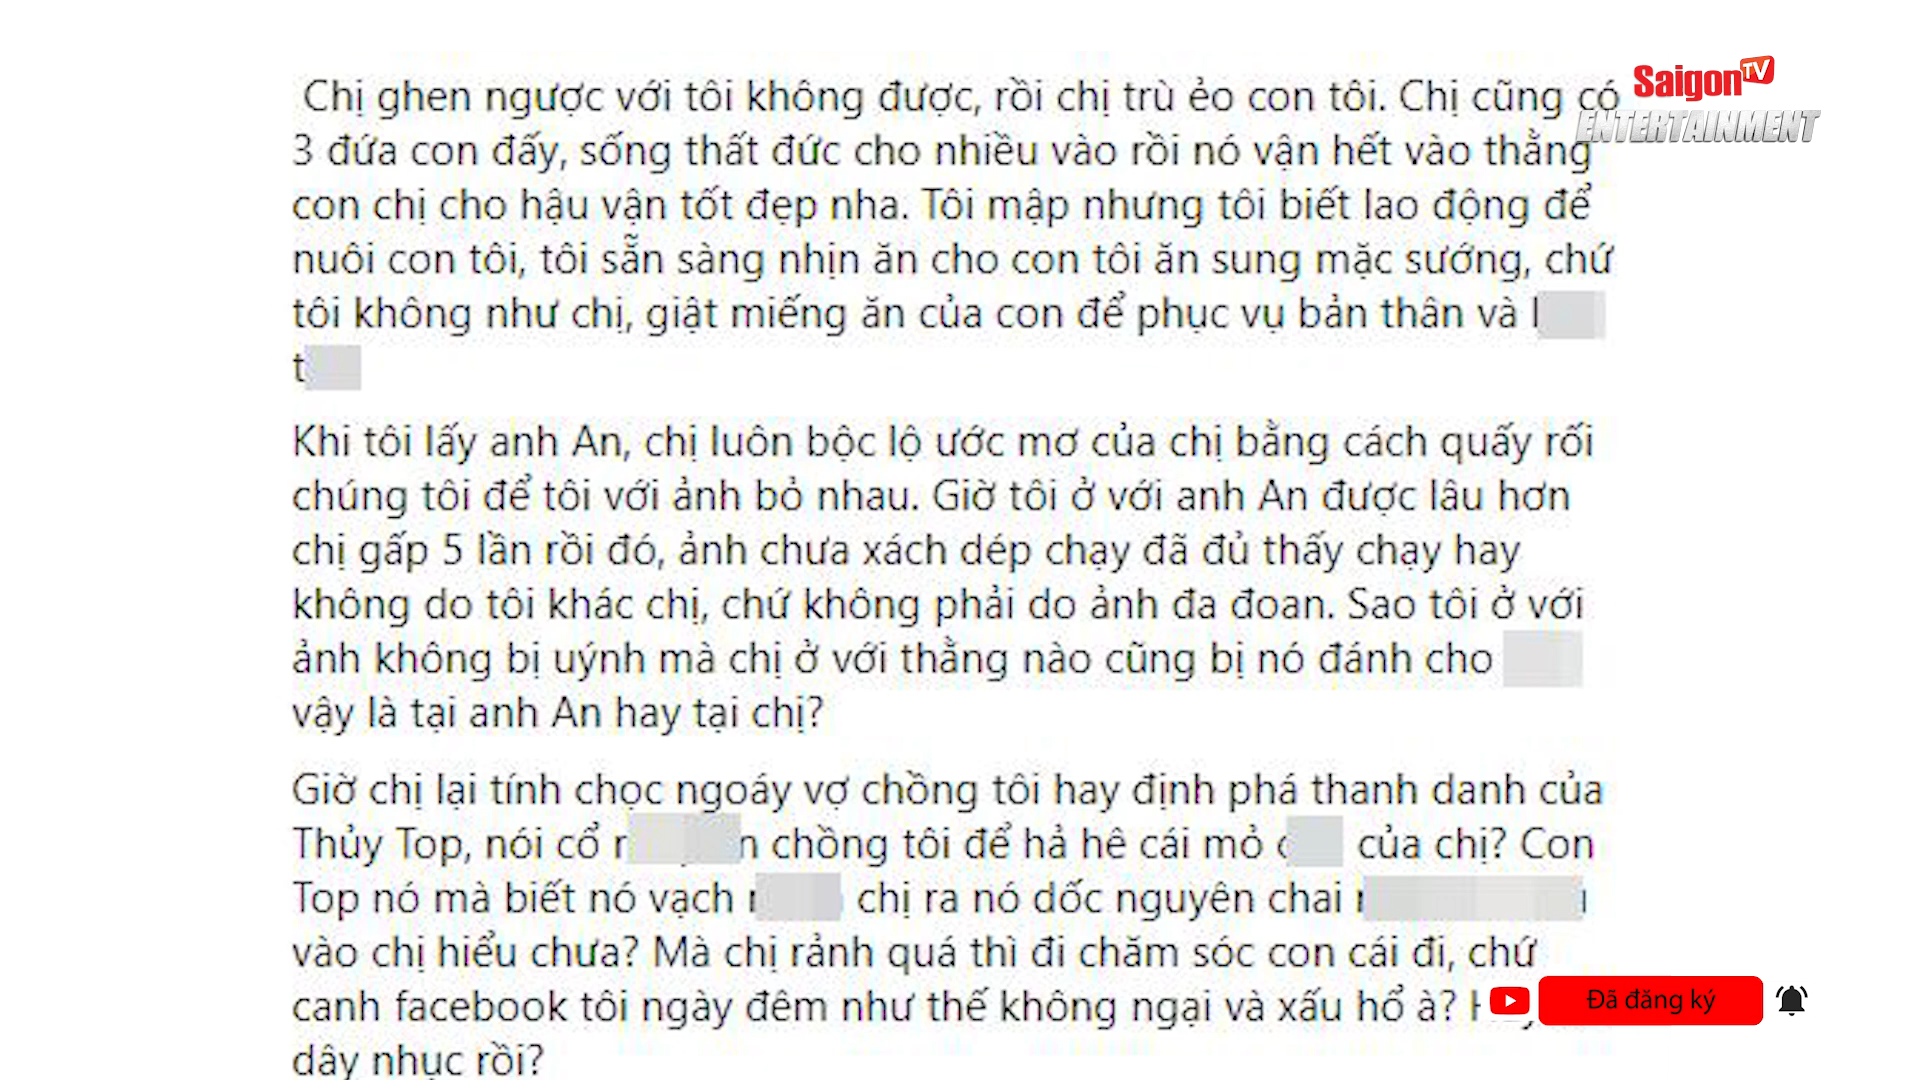 Chị ghen ngược với tôi không được, rồi chị trù ẻo con tôi. Chị cũng có
3 đứa con đấy, sống thất đức cho nhiều vào rồi nó vận hết vào thằng
con chị cho hậu vận tốt đẹp nha. Tôi mập nhưng tôi biết lao động để
nuôi con tôi, tôi sẵn sàng nhịn ăn cho con tôi ăn sung mặc sướng, chứ
tôi không như chị, giật miếng ăn của con để phục vụ bản thân và
Khi tôi lấy anh An, chị luôn bộc lộ ước mơ của chị bằng cách quấy rối
chúng tôi để tôi với ảnh bỏ nhau. Giờ tôi ở với anh An được lâu hơn
chị gấp 5 lần rồi đó, ảnh chưa xách dép chạy đã đủ thấy chạy hay
không do tôi khác chị, chứ không phải do ảnh đa đoan. Sao tôi ở với
ảnh không bị uýnh mà chị ở với thằng nào cũng bị nó đánh cho
vậy là tại anh An hay tại chị?
Giờ chị lại tính chọc ngoáy vợ chồng tôi hay định phá thanh danh của
Thủy Top, nói cổ chồng tôi để hả hê cái mỏ của chị? Con
Top nó mà biết nó vạch chị ra nó dốc nguyên chai
vào chị hiểu chưa? Mà chị rảnh quá thì đi chăm sóc con cái đi, chứ
canh facebook tôi ngày đêm như thế không ngại và xấu hổ à?
dây nhục rồi?
Saigon TV
ENTERTAINMENT
Đã đăng ký